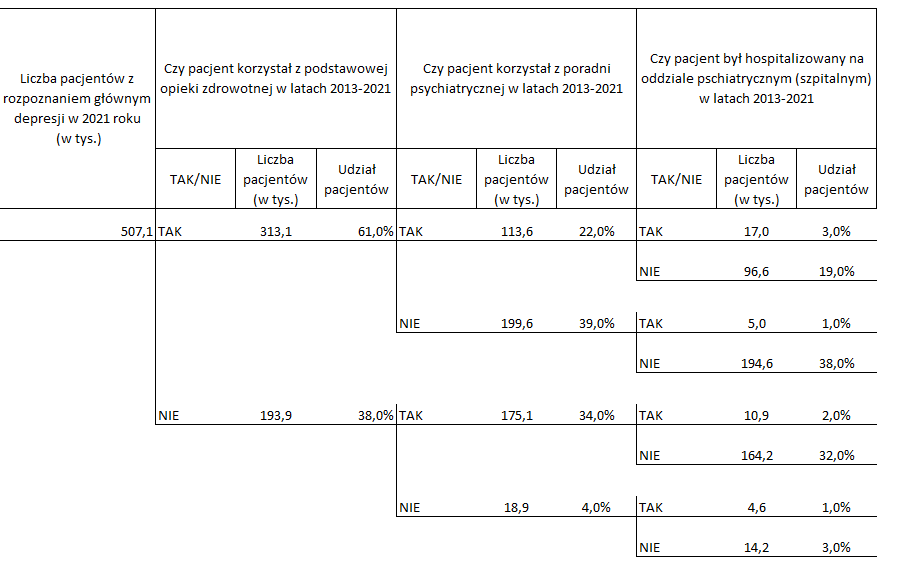 Liczba pacjentów z
rozpoznaniem głównym
depresji w 2021 roku
(w tys.)
Czy pacjent korzystał z podstawowej
opieki zdrowotnej w latach 2013-2021
Czy pacjent korzystał z poradni
psychiatrycznej w latach 2013-2021
Czy pacjent był hospitalizowany na
oddziale pschiatrycznym (szpitalnym)
w latach 2013-2021
TAK/NIE
Liczba
pacjentów
(w tys.)
Udział
pacjentów
TAK/NIE
Liczba
pacjentów
(w tys.)
Udział
pacjentów
TAK/NIE
Liczba
pacjentów
(w tys.)
Udział
pacjentów
507,1 TAK 313,1 61,0% TAK 113,6 22,0% TAK 17,0 3,0%
NIE 96,6 19,0%
NIE 199,6 39,0% TAK 5,0 1,0%
NIE 194,6 38,0%
NIE 193,9 38,0% TAK 175,1 34,0% TAK 10,9 2,0%
NIE 164,2 32,0%
NIE 18,9 4,0% TAK 4,6 1,0%
NIE 14,2 3,0%